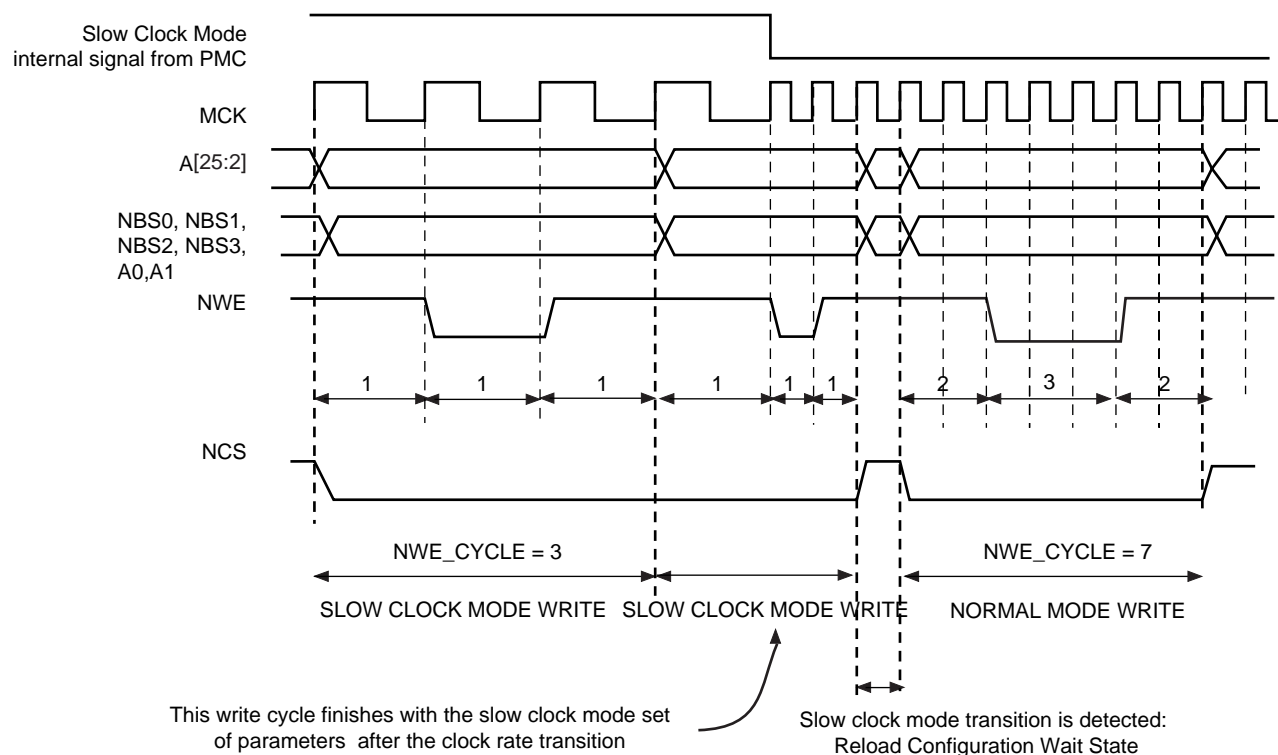 Slow Clock Mode
internal signal from PMC
MCK
A[25:2]
NBS0, NBS1,
NBS2, NBS3,
A0,A1
NWE
1 1 1 1 1 1 2 3 2
NCS
NWE_CYCLE = 3 NWE_CYCLE = 7
SLOW CLOCK MODE WRITE SLOW CLOCK MODE WRITE NORMAL MODE WRITE
This write cycle finishes with the slow clock mode set
of parameters after the clock rate transition
Slow clock mode transition is detected:
Reload Configuration Wait State